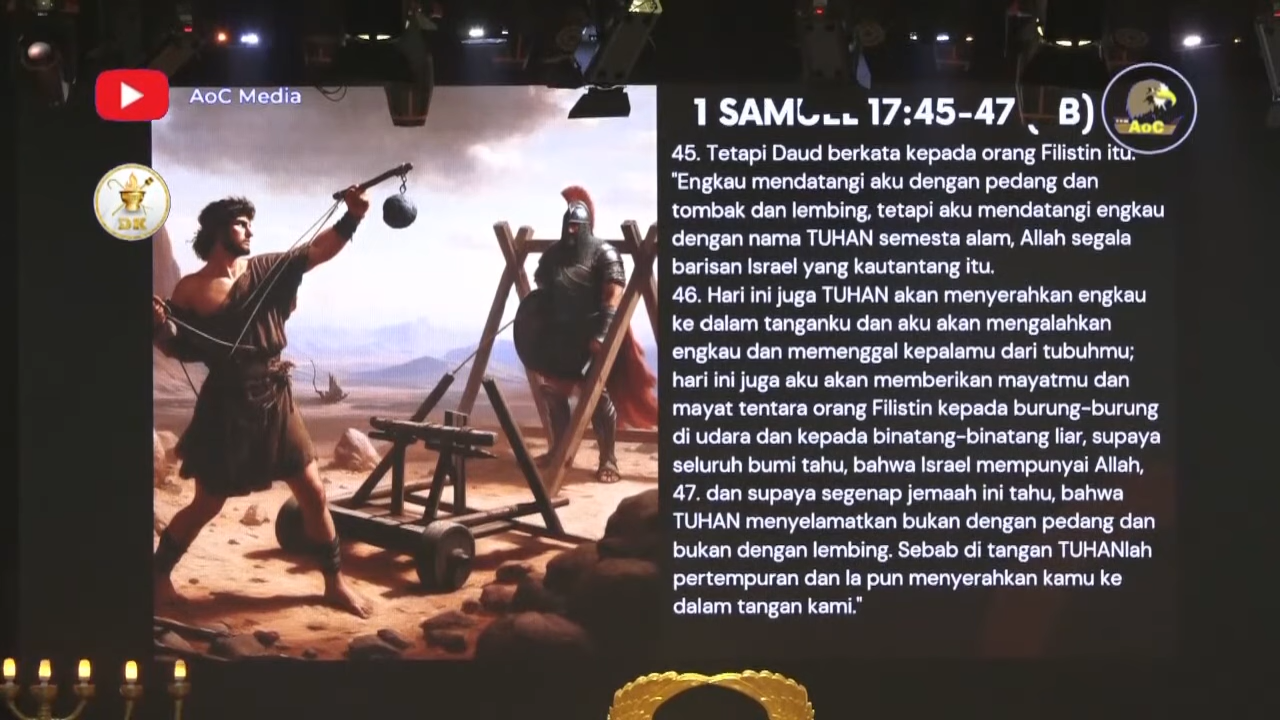 AoC Media
1 SAMUEL 17:45-47 ( B)
AoC
DK
45. Tetapi Daud berkata kepada orang Filistin itu:
"Engkau mendatangi aku dengan pedang dan
tombak dan lembing, tetapi aku mendatangi engkau
dengan nama TUHAN semesta alam, Allah segala
barisan Israel yang kautantang itu.
46. Hari ini juga TUHAN akan menyerahkan engkau
ke dalam tanganku dan aku akan mengalahkan
engkau dan memenggal kepalamu dari tubuhmu;
hari ini juga aku akan memberikan mayatmu dan
mayat tentara orang Filistin kepada burung-burung
di udara dan kepada binatang-binatang liar, supaya
seluruh bumi tahu, bahwa Israel mempunyai Allah,
47. dan supaya segenap jemaah ini tahu, bahwa
TUHAN menyelamatkan bukan dengan pedang dan
bukan dengan lembing. Sebab di tangan TUHANlah
pertempuran dan Ia pun menyerahkan kamu ke
dalam tangan kami."